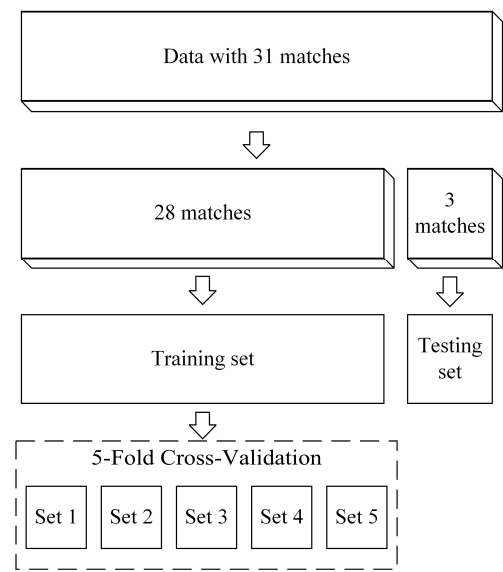 Data with 31 matches
28 matches
3
matches
Training set
Testing
set
5-Fold Cross-Validation
Set 1
Set 2
Set 3
Set 4
Set 5